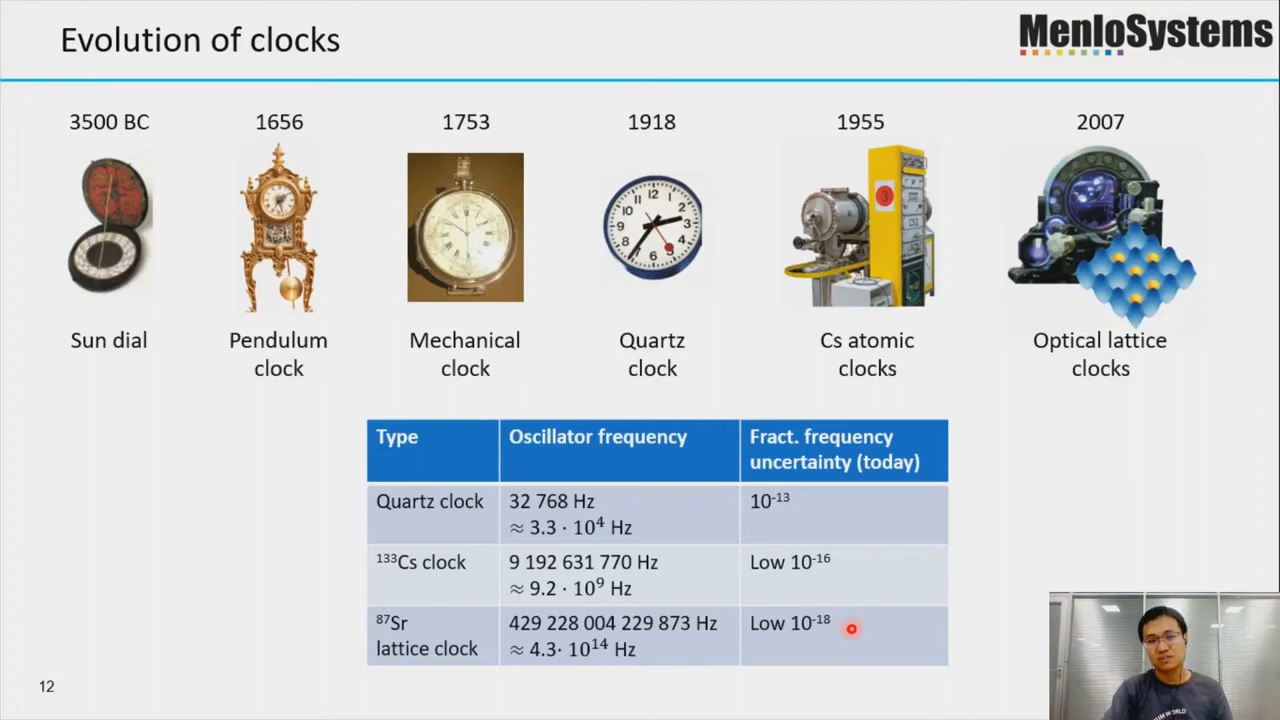 Evolution of clocks
MenloSystems
3500 BC
1656
1753
1918
1955
2007
Sun dial
Pendulum
clock
Mechanical
clock
Quartz
clock
Cs atomic
clocks
Optical lattice
clocks
Type
Oscillator frequency
Fract. frequency
uncertainty (today)
Quartz clock
32 768 Hz
≈ 3.3 · 10⁴ Hz
10⁻¹³
¹³³Cs clock
9 192 631 770 Hz
≈ 9.2 · 10⁹ Hz
Low 10⁻¹⁶
⁸⁷Sr
lattice clock
429 228 004 229 873 Hz
≈ 4.3· 10¹⁴ Hz
Low 10⁻¹⁸
12